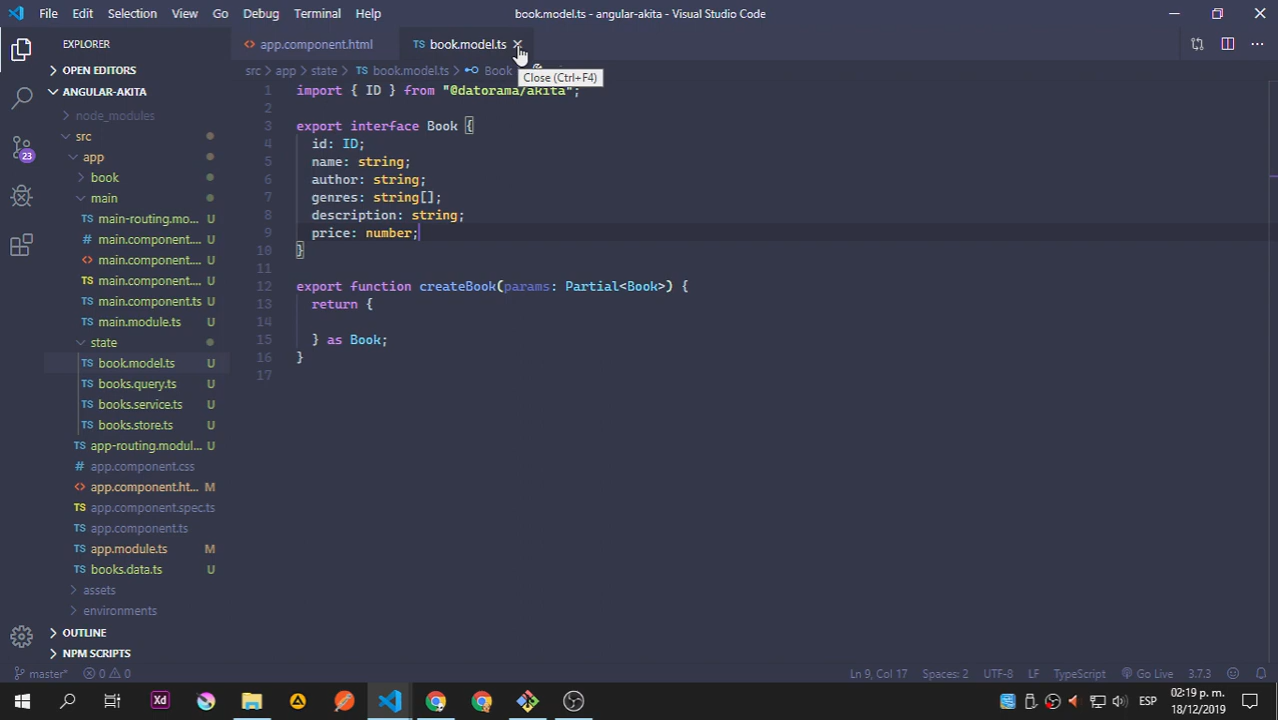 File Edit Selection View Go Debug Terminal Help
book.model.ts - angular-akita - Visual Studio Code
EXPLORER
OPEN EDITORS
ANGULAR-AKITA
node_modules
src
app
book
main
main-routing.mo... U
main.component.... U
main.component.... U
main.component.... U
main.component.ts U
main.module.ts U
state
book.model.ts U
books.query.ts U
books.service.ts U
books.store.ts U
app-routing.modul... U
app.component.css
app.component.ht... M
app.component.spec.ts
app.component.ts
app.module.ts M
books.data.ts U
assets
environments
OUTLINE
NPM SCRIPTS
23
app.component.html
TS book.model.ts
src > app > state > TS book.model.ts > Book
Close (Ctrl+F4)
1 import { ID } from "@datorama/akita";
2
3 export interface Book {
4 id: ID;
5 name: string;
6 author: string;
7 genres: string[];
8 description: string;
9 price: number;
10 }
11
12 export function createBook(params: Partial<Book>) {
13 return {
14
15 } as Book;
16 }
17
master* 0 0
Ln 9, Col 17 Spaces: 2 UTF-8 LF TypeScript Go Live 3.7.3
Xd
ESP
02:19 p. m.
18/12/2019